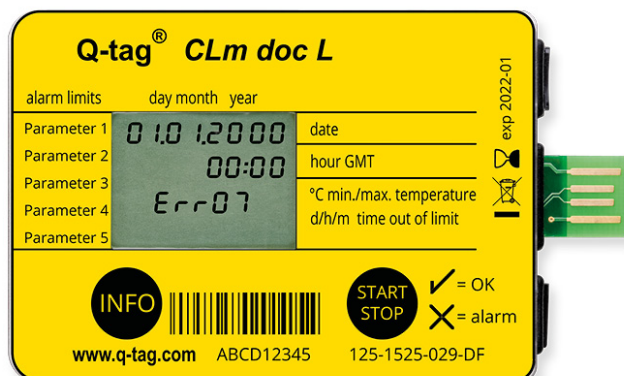 Q-tag® CLm doc L
alarm limits day month year
Parameter 1
Parameter 2
Parameter 3
Parameter 4
Parameter 5
01.01.2000
00:00
Err07
date
hour GMT
°C min./max. temperature
d/h/m time out of limit
exp 2022-01
INFO
START
STOP
✓ = OK
✗ = alarm
www.q-tag.com ABCD12345 125-1525-029-DF